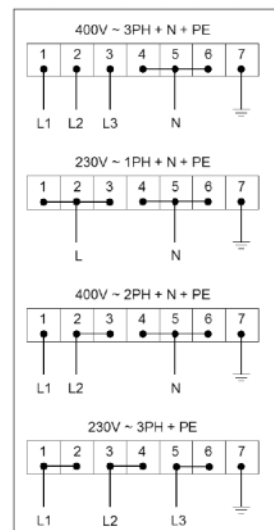 400V ~ 3PH + N + PE
1 2 3 4 5 6 7
L1 L2 L3 N
230V ~ 1PH + N + PE
1 2 3 4 5 6 7
L N
400V ~ 2PH + N + PE
1 2 3 4 5 6 7
L1 L2 N
230V ~ 3PH + PE
1 2 3 4 5 6 7
L1 L2 L3